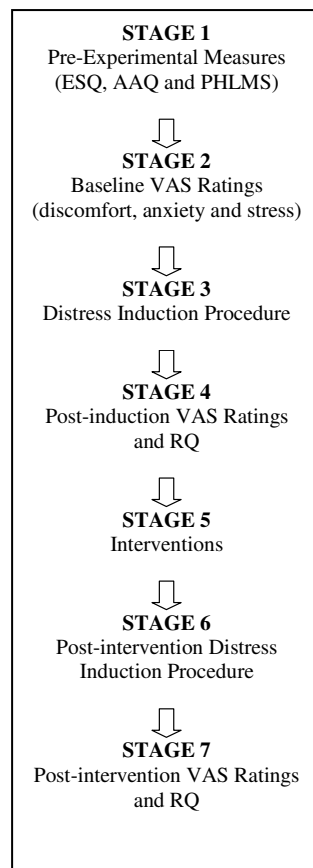 STAGE 1
Pre-Experimental Measures
(ESQ, AAQ and PHLMS)
STAGE 2
Baseline VAS Ratings
(discomfort, anxiety and stress)
STAGE 3
Distress Induction Procedure
STAGE 4
Post-induction VAS Ratings
and RQ
STAGE 5
Interventions
STAGE 6
Post-intervention Distress
Induction Procedure
STAGE 7
Post-intervention VAS Ratings
and RQ